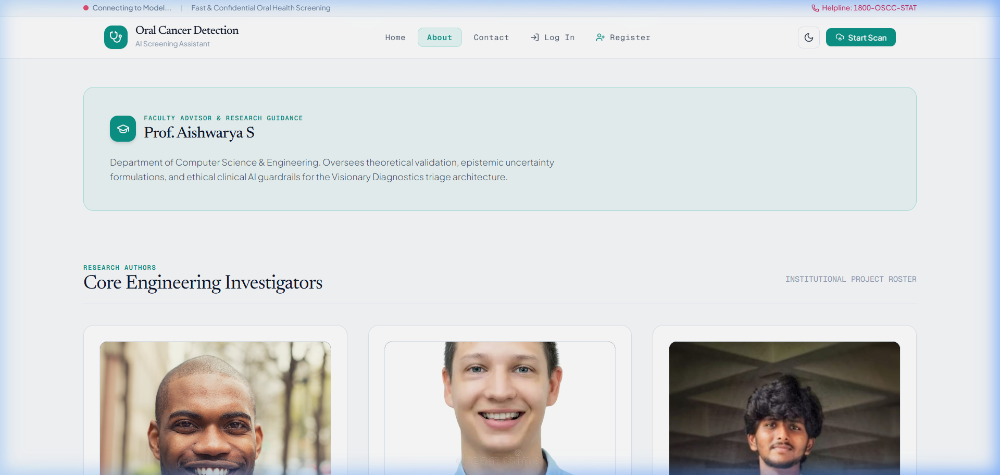 Connecting to Model...
Fast & Confidential Oral Health Screening
Helpline: 1800-OSCC-STAT
Oral Cancer Detection
AI Screening Assistant
Home
About
Contact
Log In
Register
Start Scan
FACULTY ADVISOR & RESEARCH GUIDANCE
Prof. Aishwarya S
Department of Computer Science & Engineering. Oversees theoretical validation, epistemic uncertainty
formulations, and ethical clinical AI guardrails for the Visionary Diagnostics triage architecture.
RESEARCH AUTHORS
Core Engineering Investigators
INSTITUTIONAL PROJECT ROSTER
dreamstime